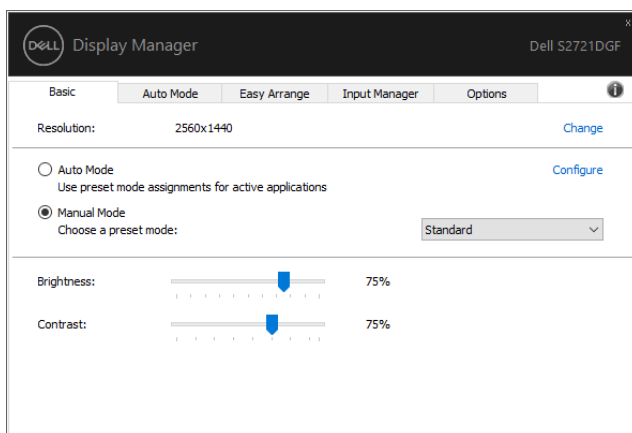 DELL Display Manager Dell S2721DGF x
Basic Auto Mode Easy Arrange Input Manager Options i
Resolution: 2560x1440 Change
Auto Mode Configure
Use preset mode assignments for active applications
Manual Mode
Choose a preset mode: Standard
Brightness: 75%
Contrast: 75%